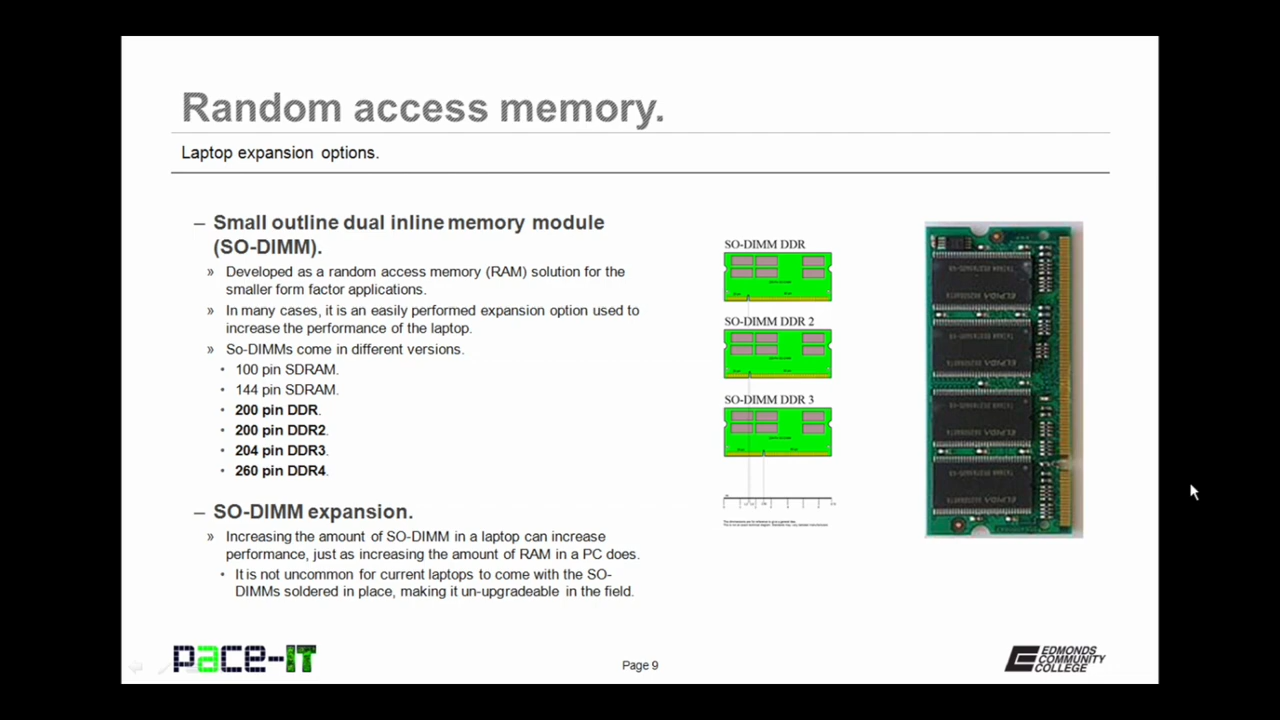 Random access memory.
Laptop expansion options.
– Small outline dual inline memory module
(SO-DIMM).
» Developed as a random access memory (RAM) solution for the
smaller form factor applications.
» In many cases, it is an easily performed expansion option used to
increase the performance of the laptop.
» So-DIMMs come in different versions.
• 100 pin SDRAM.
• 144 pin SDRAM.
• 200 pin DDR.
• 200 pin DDR2.
• 204 pin DDR3.
• 260 pin DDR4.
– SO-DIMM expansion.
» Increasing the amount of SO-DIMM in a laptop can increase
performance, just as increasing the amount of RAM in a PC does.
• It is not uncommon for current laptops to come with the SO-
DIMMs soldered in place, making it un-upgradeable in the field.
SO-DIMM DDR
SO-DIMM DDR 2
SO-DIMM DDR 3
ELPIDA
ELPIDA
ELPIDA
ELPIDA
pace-IT
Page 9
EDMONDS
COMMUNITY
COLLEGE